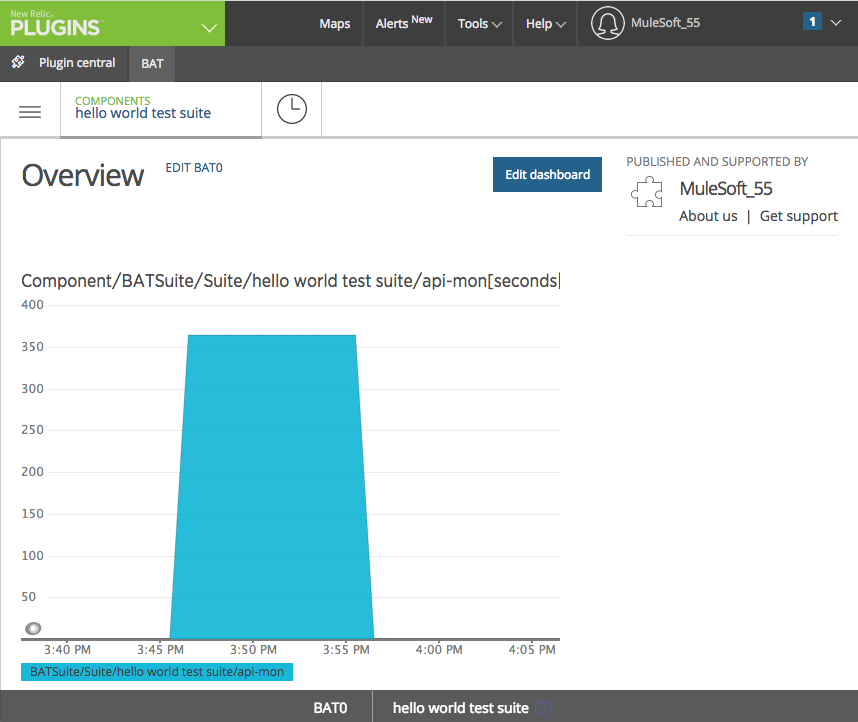 New Relic.
PLUGINS
Maps
Alerts New
Tools
Help
MuleSoft_55
1
Plugin central
BAT
COMPONENTS
hello world test suite
Overview
EDIT BAT0
Edit dashboard
PUBLISHED AND SUPPORTED BY
MuleSoft_55
About us | Get support
Component/BATSuite/Suite/hello world test suite/api-mon[seconds|
400
350
300
250
200
150
100
50
3:40 PM 3:45 PM 3:50 PM 3:55 PM 4:00 PM 4:05 PM
BATSuite/Suite/hello world test suite/api-mon
BAT0
hello world test suite ?